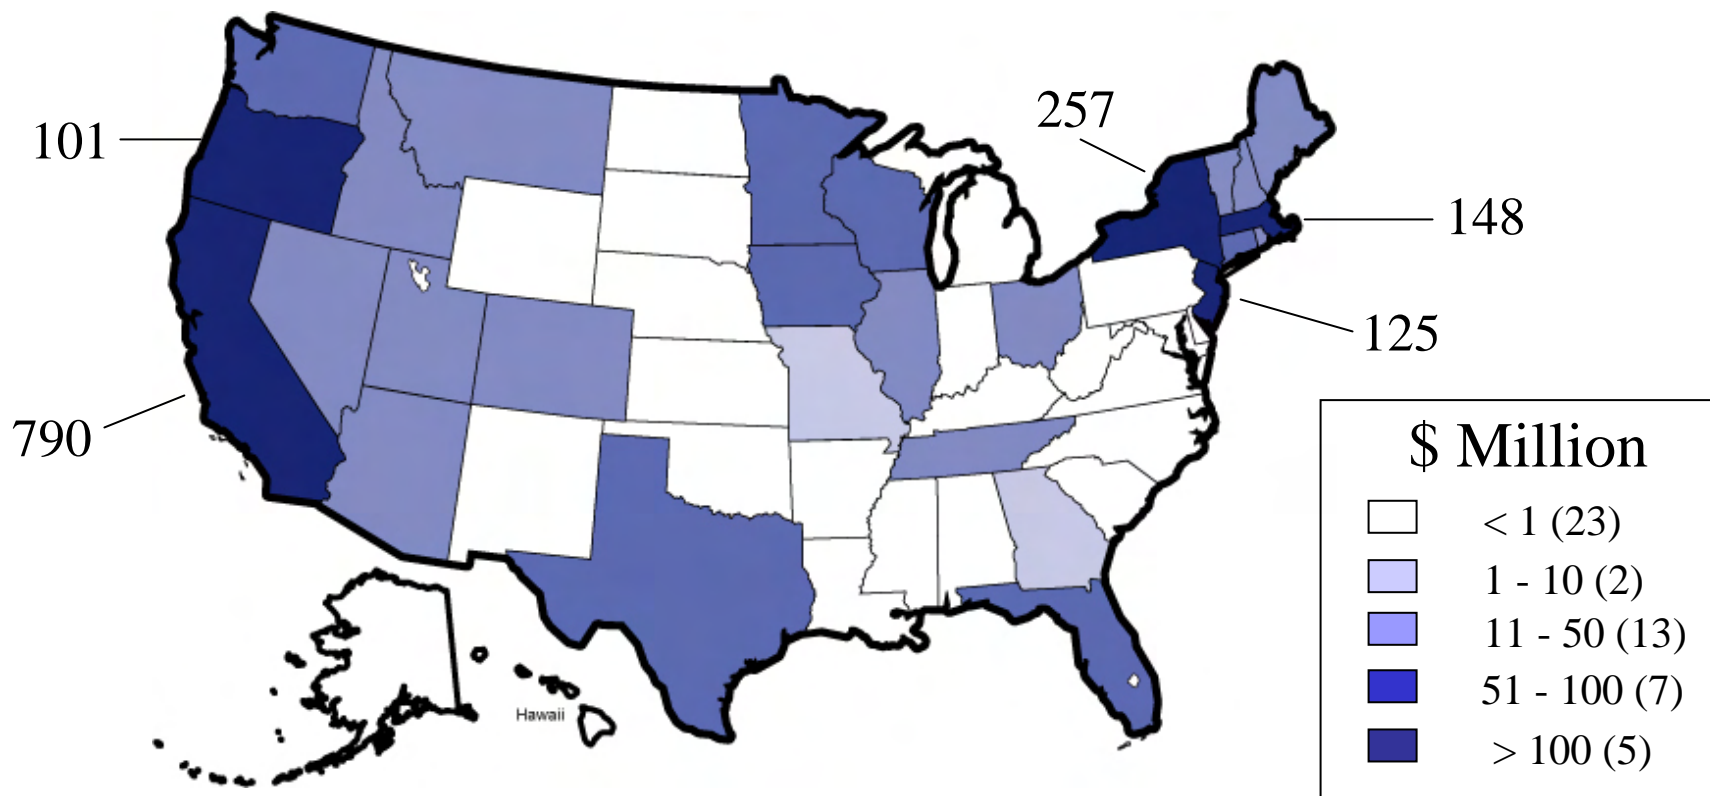 257
101
148
125
790
$ Million
< 1 (23)
1 - 10 (2)
11 - 50 (13)
51 - 100 (7)
> 100 (5)
Hawaii